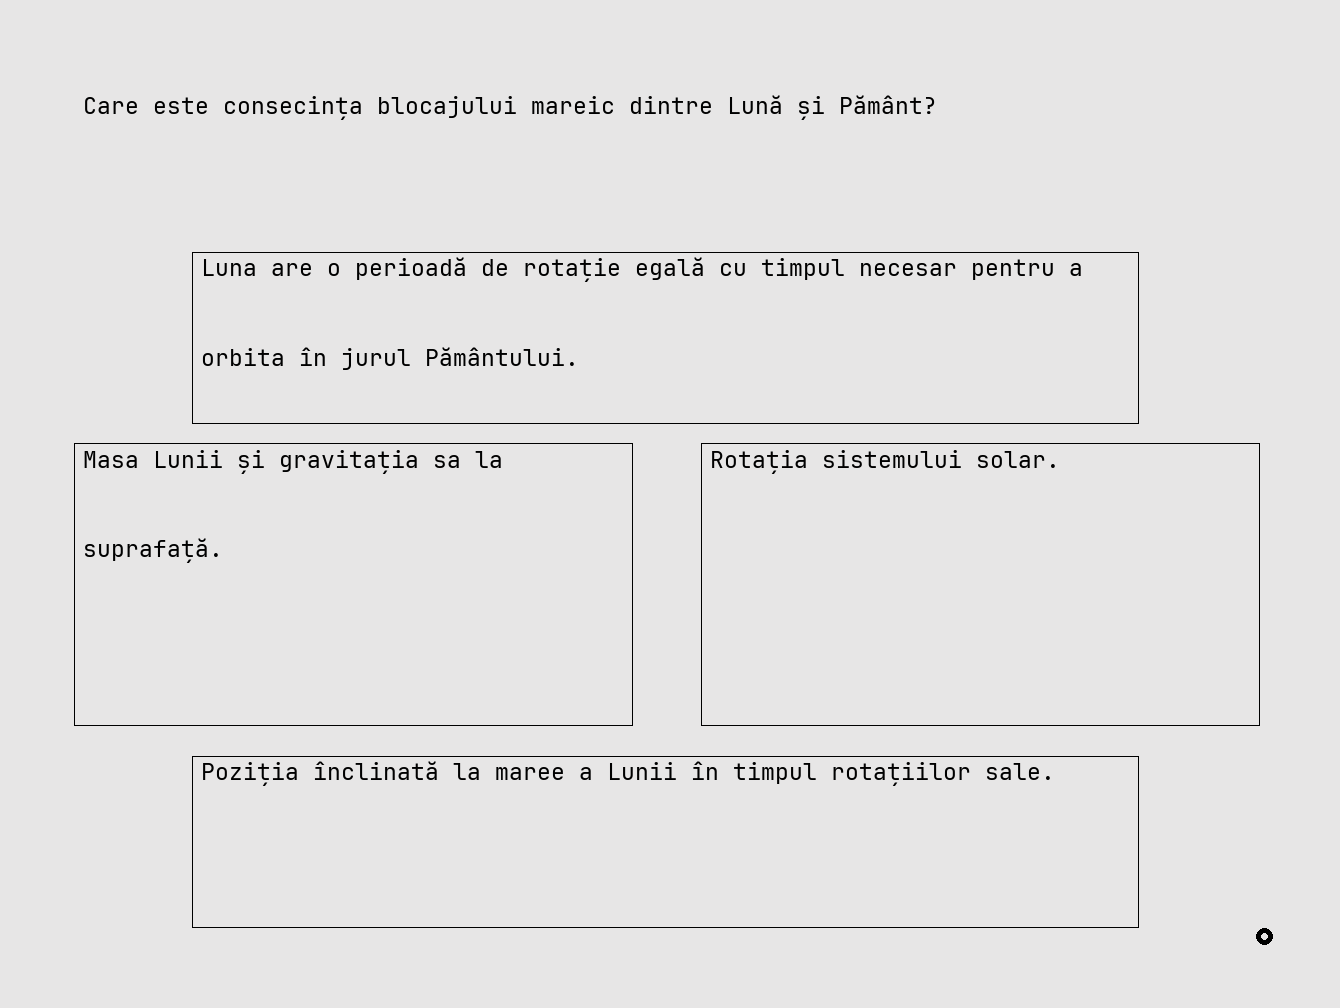 Care este consecința blocajului mareic dintre Lună și Pământ?
Luna are o perioadă de rotație egală cu timpul necesar pentru a
orbita în jurul Pământului.
Masa Lunii și gravitația sa la
suprafață.
Rotația sistemului solar.
Poziția înclinată la maree a Lunii în timpul rotațiilor sale.